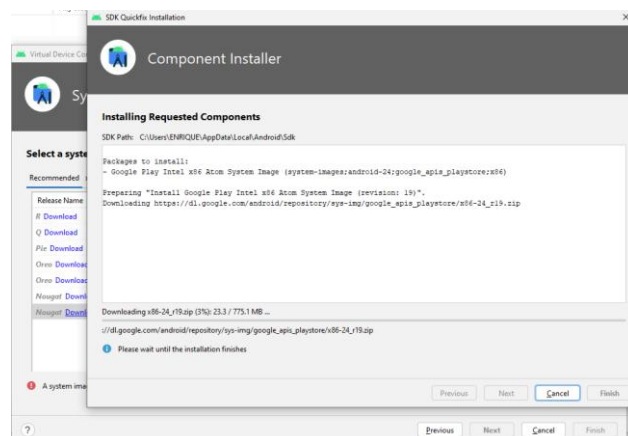 SDK Quickfix Installation
Component Installer
Installing Requested Components
SDK Path: C:\Users\ENRIQUE\AppData\Local\Android\Sdk
Packages to install:
- Google Play Intel x86 Atom System Image (system-images;android-24;google_apis_playstore;x86)
Preparing "Install Google Play Intel x86 Atom System Image (revision: 19)".
Downloading https://dl.google.com/android/repository/sys-img/google_apis_playstore/x86-24_r19.zip
Downloading x86-24_r19.zip (3%): 23.3 / 775.1 MB ...
://dl.google.com/android/repository/sys-img/google_apis_playstore/x86-24_r19.zip
Please wait until the installation finishes
Previous Next Cancel Finish
Virtual Device Co
Sy
Select a syste
Recommended
Release Name
R Download
Q Download
Pie Download
Oreo Download
Oreo Download
Nougat Downl
Nougat Downl
A system ima
? Previous Next Cancel Finish